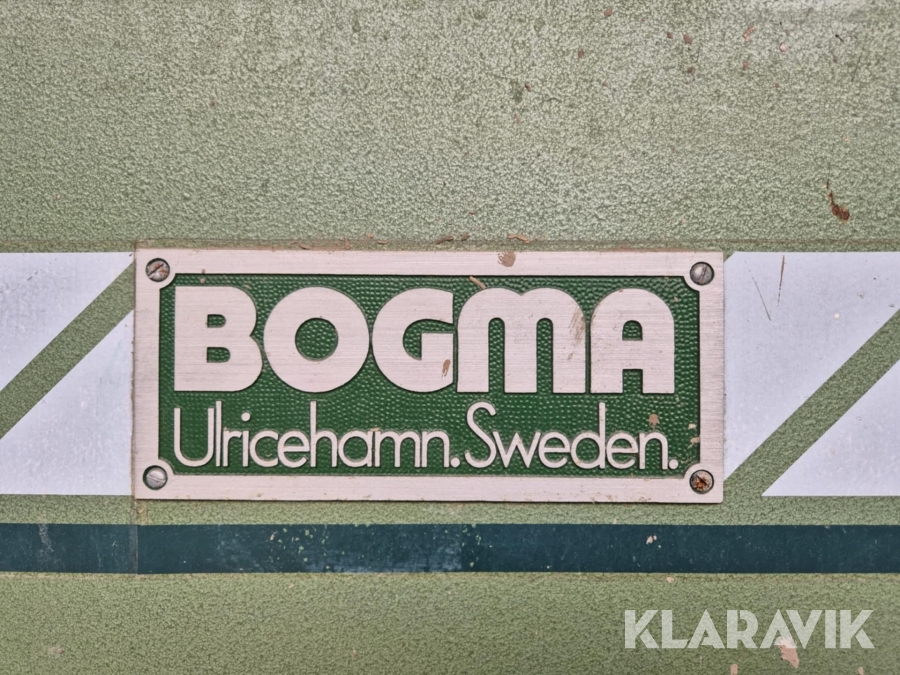 BOGMA
Ulricehamn. Sweden.
KLARAVIK